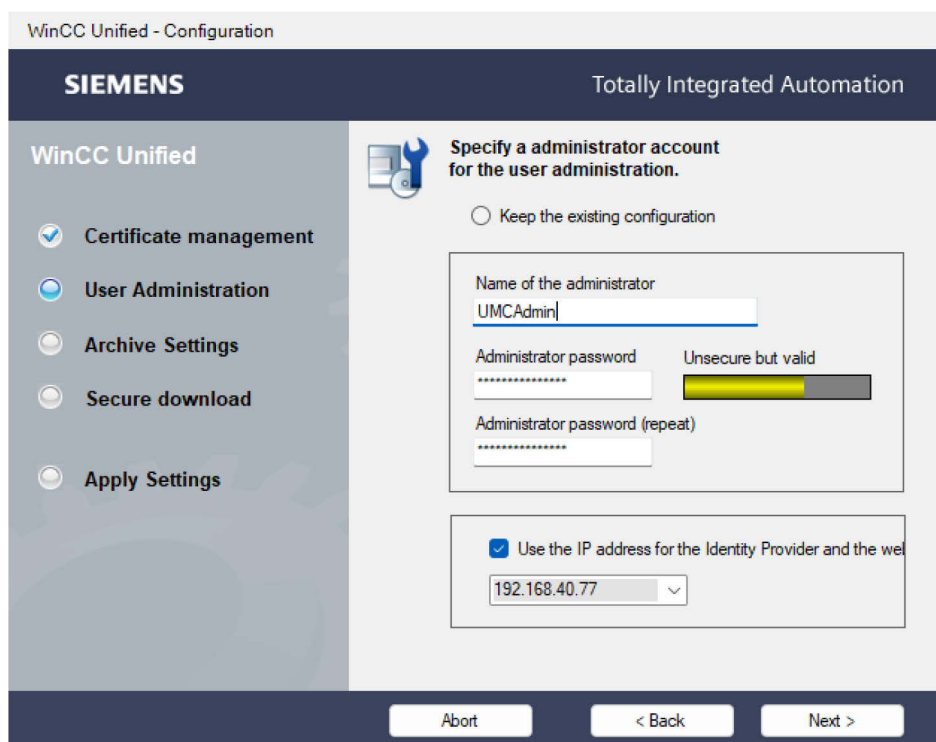 WinCC Unified - Configuration
SIEMENS
Totally Integrated Automation
WinCC Unified
Certificate management
User Administration
Archive Settings
Secure download
Apply Settings
Specify a administrator account
for the user administration.
Keep the existing configuration
Name of the administrator
UMCAdmin
Administrator password
Unsecure but valid
***************
Administrator password (repeat)
***************
Use the IP address for the Identity Provider and the wel
192.168.40.77
Abort
< Back
Next >